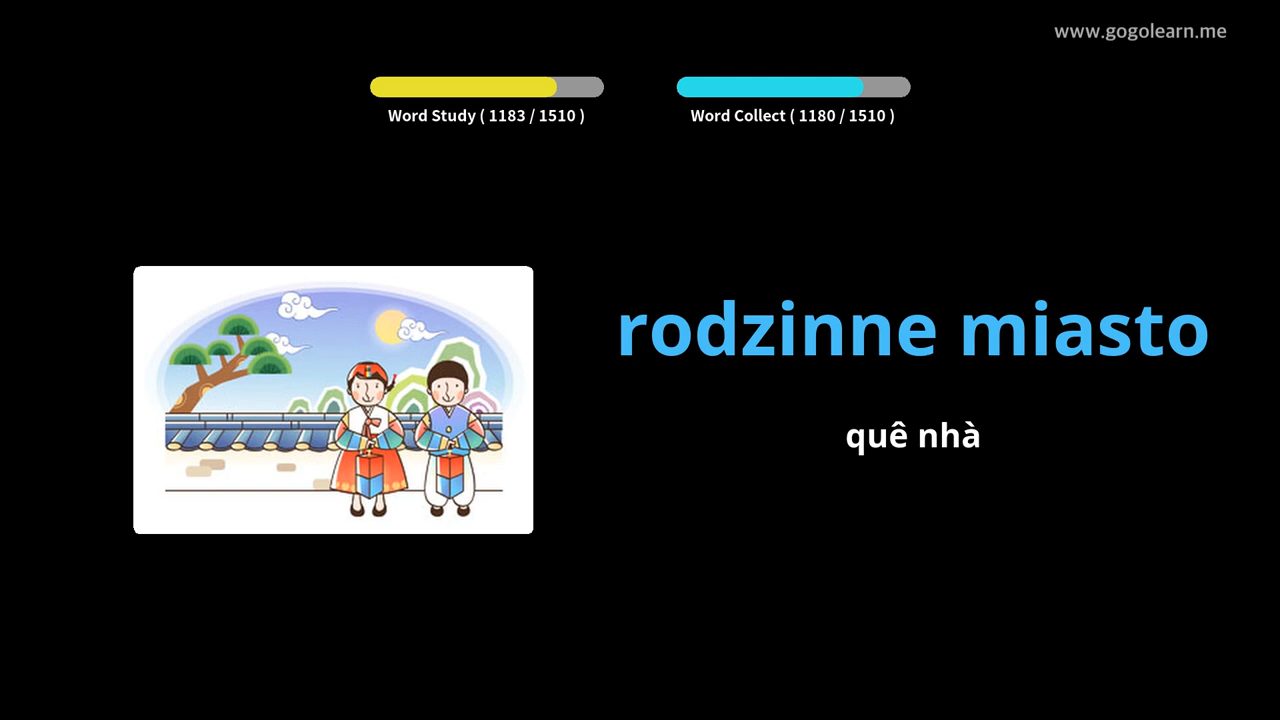 www.gogolearn.me
Word Study ( 1183 / 1510 )
Word Collect ( 1180 / 1510 )
rodzinne miasto
quê nhà